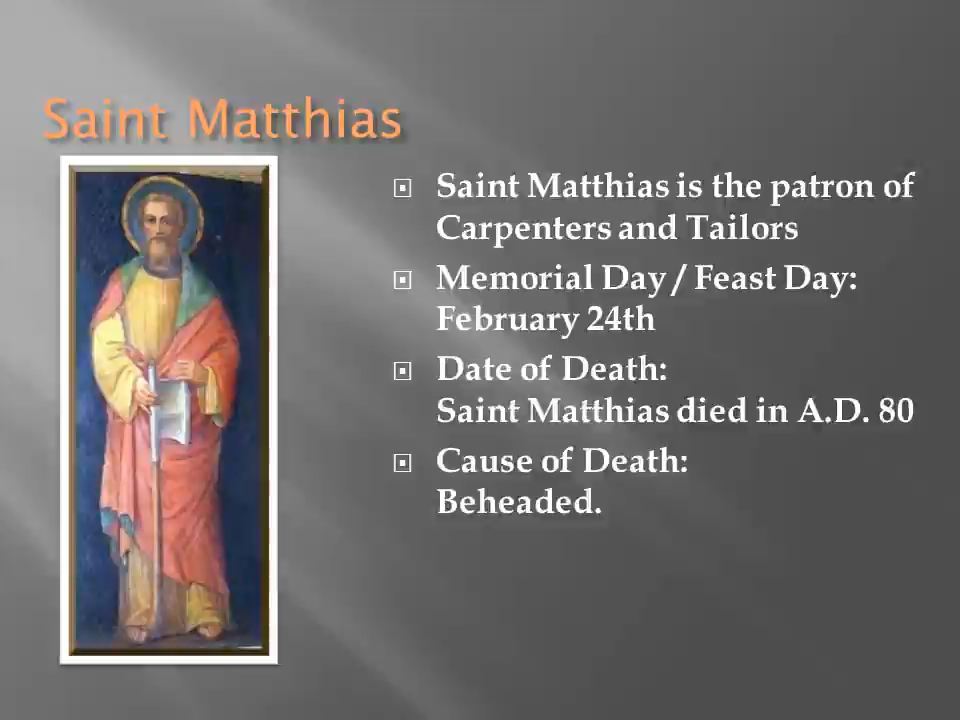 Saint Matthias
Saint Matthias is the patron of
Carpenters and Tailors
Memorial Day / Feast Day:
February 24th
Date of Death:
Saint Matthias died in A.D. 80
Cause of Death:
Beheaded.